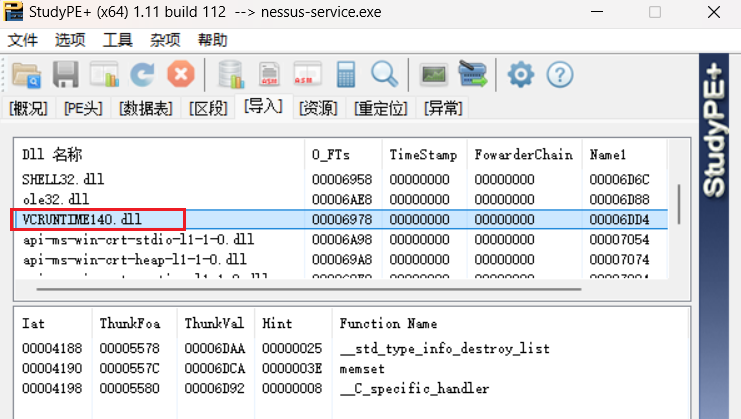 StudyPE+ (x64) 1.11 build 112 --> nessus-service.exe
文件 选项 工具 杂项 帮助
[概况] [PE头] [数据表] [区段] [导入] [资源] [重定位] [异常]
StudyPE+
Dll 名称 O_FTs TimeStamp FowarderChain Name1
SHELL32.dll 00006958 00000000 00000000 00006D6C
ole32.dll 00006AE8 00000000 00000000 00006D88
VCRUNTIME140.dll 00006978 00000000 00000000 00006DD4
api-ms-win-crt-stdio-l1-1-0.dll 00006A98 00000000 00000000 00007054
api-ms-win-crt-heap-l1-1-0.dll 000069A8 00000000 00000000 00007074
Iat ThunkFoa ThunkVal Hint Function Name
00004188 00005578 00006DAA 00000025 __std_type_info_destroy_list
00004190 0000557C 00006DCA 0000003E memset
00004198 00005580 00006D92 00000008 __C_specific_handler